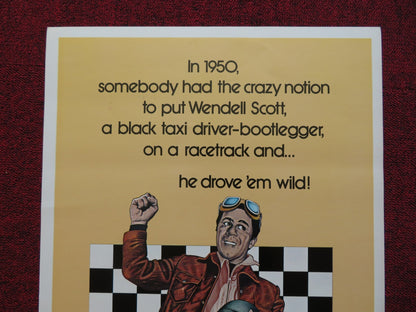 In 1950,
somebody had the crazy notion
to put Wendell Scott,
a black taxi driver-bootlegger,
on a racetrack and...
he drove 'em wild!